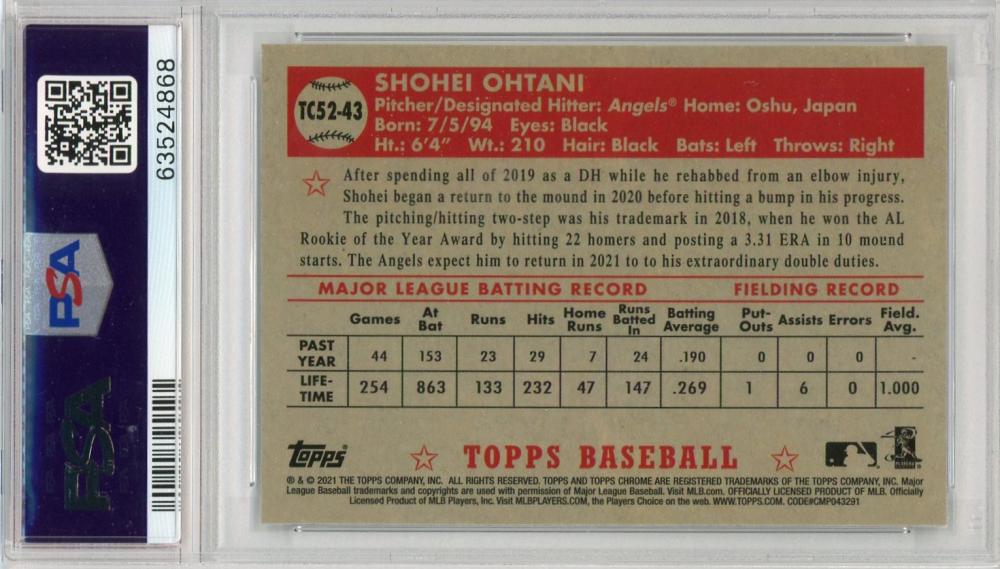 63524868
PSA
PSA
TC52-43
SHOHEI OHTANI
Pitcher/Designated Hitter: Angels® Home: Oshu, Japan
Born: 7/5/94 Eyes: Black
Ht.: 6'4" Wt.: 210 Hair: Black Bats: Left Throws: Right
After spending all of 2019 as a DH while he rehabbed from an elbow injury,
Shohei began a return to the mound in 2020 before hitting a bump in his progress.
The pitching/hitting two-step was his trademark in 2018, when he won the AL
Rookie of the Year Award by hitting 22 homers and posting a 3.31 ERA in 10 mound
starts. The Angels expect him to return in 2021 to to his extraordinary double duties.
MAJOR LEAGUE BATTING RECORD FIELDING RECORD
Games At Bat Runs Hits Home Runs Runs Batted In Batting Average Put-Outs Assists Errors Field. Avg.
PAST YEAR 44 153 23 29 7 24 .190 0 0 0 -
LIFE-TIME 254 863 133 232 47 147 .269 1 6 0 1.000
Topps TOPPS BASEBALL
® & © 2021 THE TOPPS COMPANY, INC. ALL RIGHTS RESERVED. TOPPS AND TOPPS CHROME ARE REGISTERED TRADEMARKS OF THE TOPPS COMPANY, INC. Major
League Baseball trademarks and copyrights are used with permission of Major League Baseball. Visit MLB.com. OFFICIALLY LICENSED PRODUCT OF MLB. Officially
Licensed Product of MLB Players, Inc. Visit MLBPLAYERS.COM, the Players Choice on the web. WWW.TOPPS.COM. CODE#CMP043291